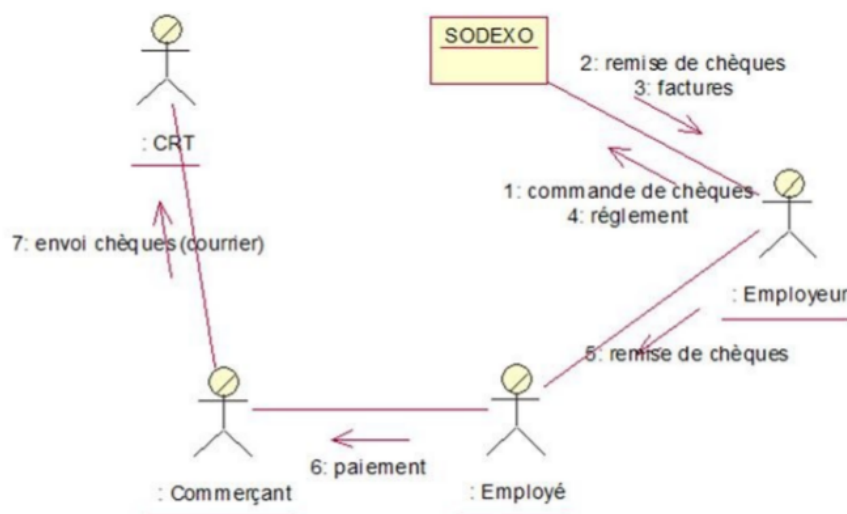 SODEXO
2: remise de chèques
3: factures
: CRT
1: commande de chèques
4: réglement
7: envoi chèques (courrier)
: Employeur
5: remise de chèques
6: paiement
: Commerçant
: Employé